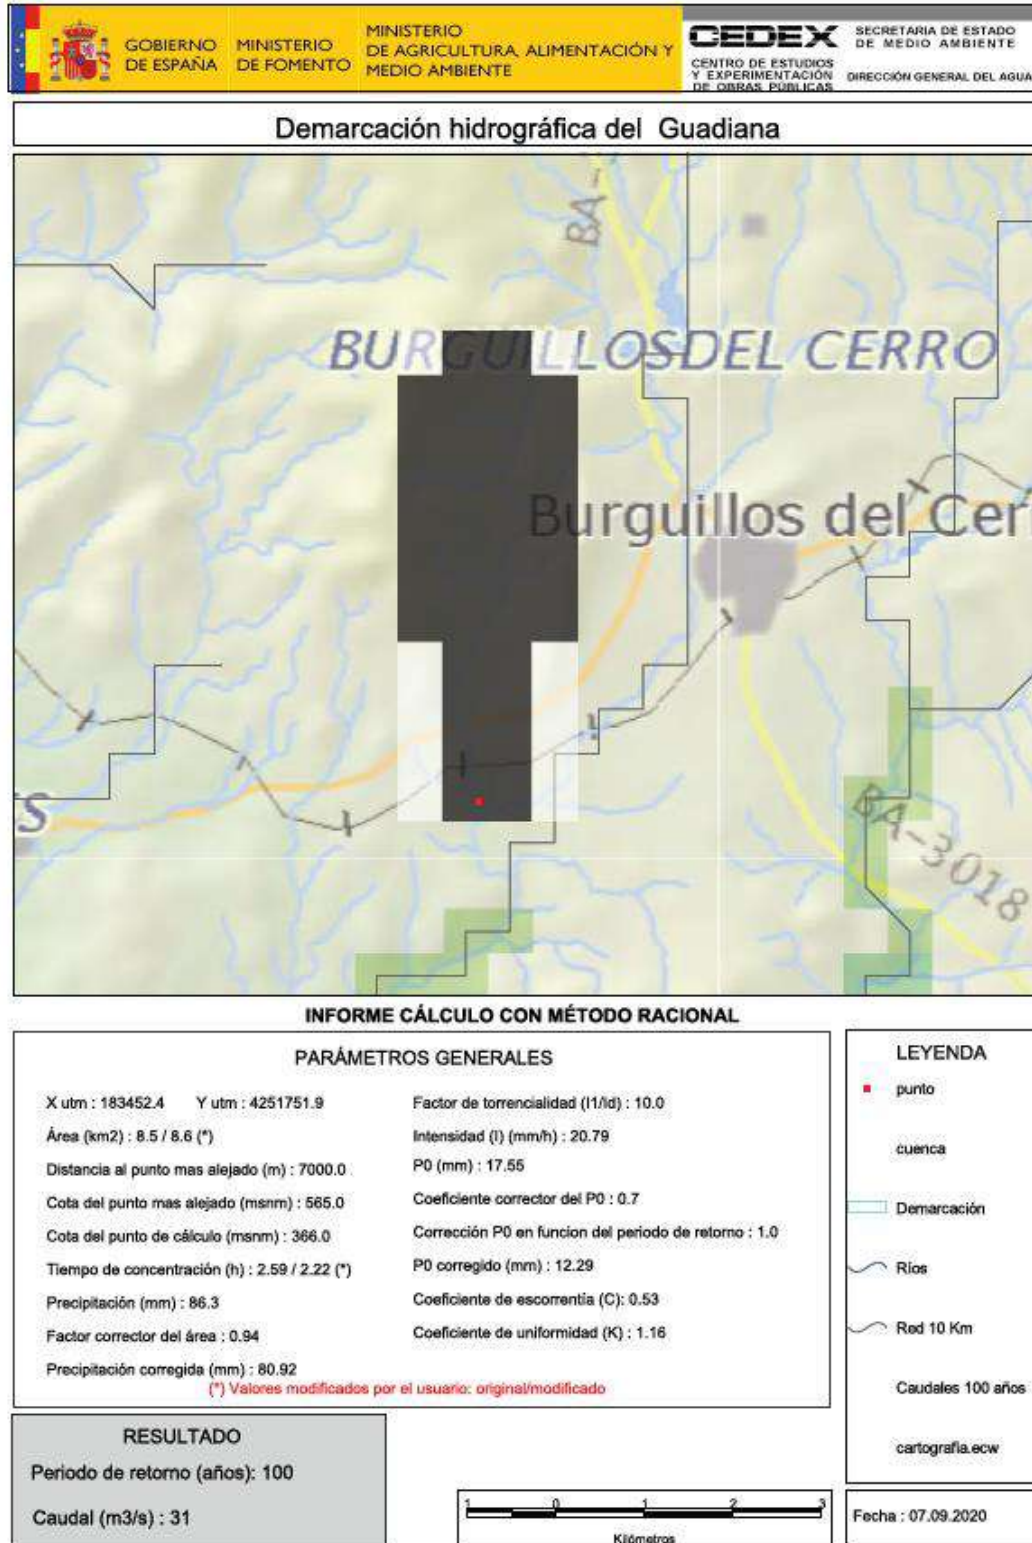 GOBIERNO
DE ESPAÑA
MINISTERIO
DE FOMENTO
MINISTERIO
DE AGRICULTURA, ALIMENTACIÓN Y
MEDIO AMBIENTE
CEDEX
CENTRO DE ESTUDIOS
Y EXPERIMENTACIÓN
DE OBRAS PÚBLICAS
SECRETARIA DE ESTADO
DE MEDIO AMBIENTE
DIRECCIÓN GENERAL DEL AGUA
Demarcación hidrográfica del Guadiana
BA-
BURGUILLOSDEL CERRO
Burguillos del Cer
S
BA-3018
INFORME CÁLCULO CON MÉTODO RACIONAL
PARÁMETROS GENERALES
X utm : 183452.4 Y utm : 4251751.9
Área (km2) : 8.5 / 8.6 (*)
Distancia al punto mas alejado (m) : 7000.0
Cota del punto mas alejado (msnm) : 565.0
Cota del punto de cálculo (msnm) : 366.0
Tiempo de concentración (h) : 2.59 / 2.22 (*)
Precipitación (mm) : 86.3
Factor corrector del área : 0.94
Precipitación corregida (mm) : 80.92
Factor de torrencialidad (I1/Id) : 10.0
Intensidad (I) (mm/h) : 20.79
P0 (mm) : 17.55
Coeficiente corrector del P0 : 0.7
Corrección P0 en funcion del periodo de retorno : 1.0
P0 corregido (mm) : 12.29
Coeficiente de escorrentía (C): 0.53
Coeficiente de uniformidad (K) : 1.16
(*) Valores modificados por el usuario: original/modificado
LEYENDA
punto
cuenca
Demarcación
Ríos
Red 10 Km
Caudales 100 años
cartografia.ecw
RESULTADO
Periodo de retorno (años): 100
Caudal (m3/s) : 31
1 0 1 2 3
Kilómetros
Fecha : 07.09.2020